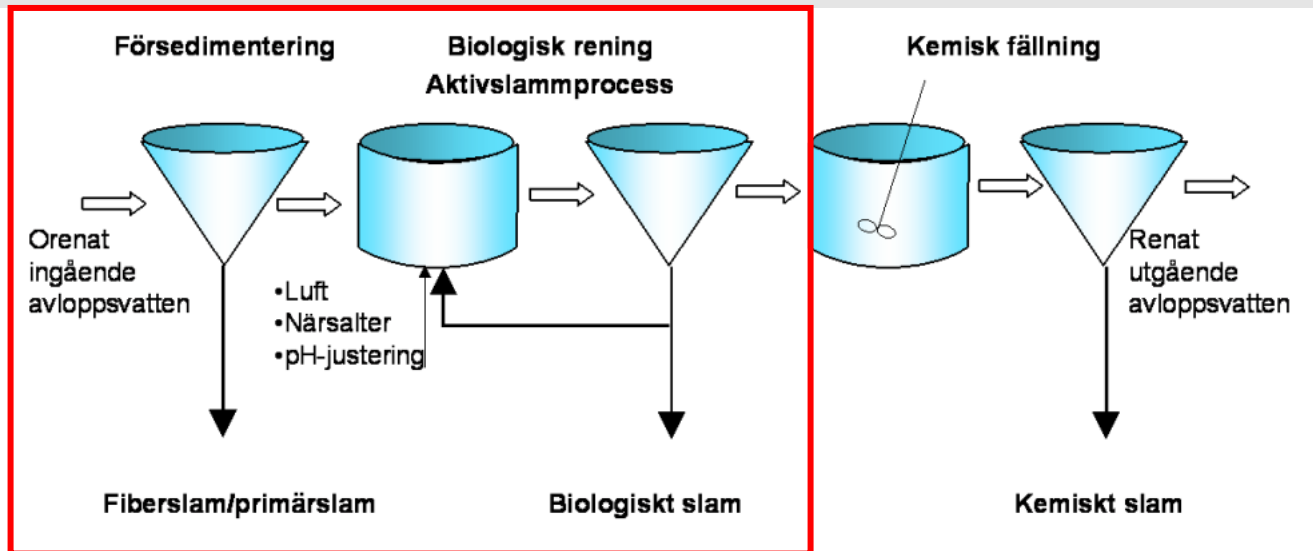 Försedimentering
Biologisk rening
Aktivslammprocess
Kemisk fällning
Orenat
ingående
avloppsvatten
•Luft
•Närsalter
•pH-justering
Renat
utgående
avloppsvatten
Fiberslam/primärslam
Biologiskt slam
Kemiskt slam